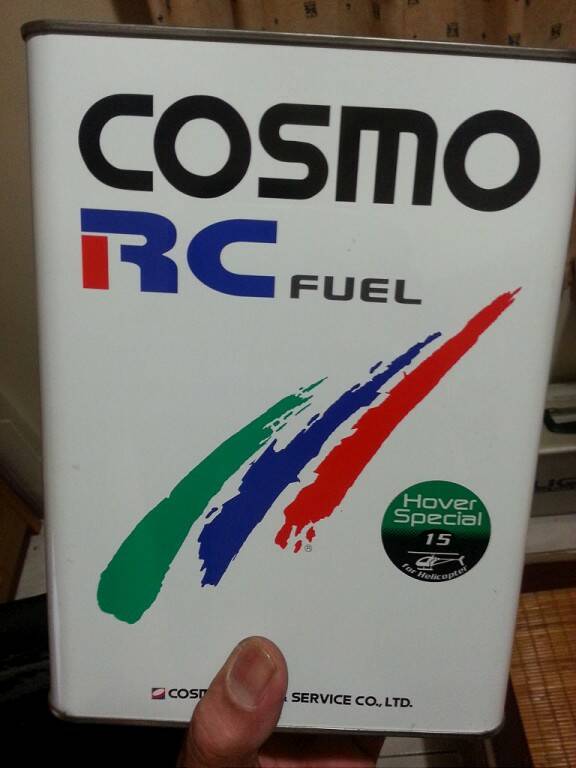 COSMO
RC FUEL
Hover
Special
15
for Helicopter
®
SERVICE CO., LTD.